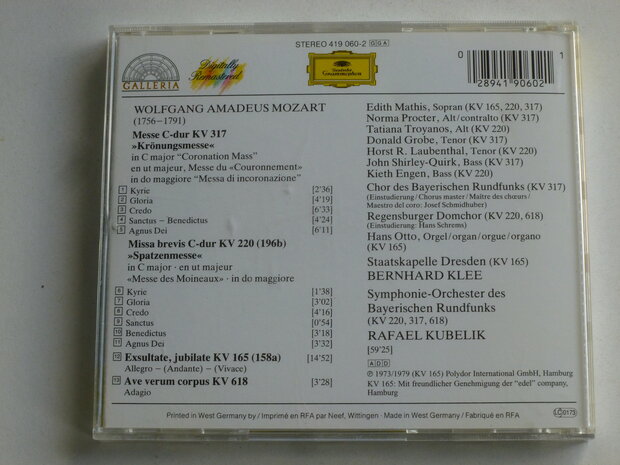 STEREO 419 060-2 GGA
GALLERIA
Digitally
Remastered
Deutsche
Grammophon
0
28941 90602
1
WOLFGANG AMADEUS MOZART
(1756–1791)
Messe C-dur KV 317
»Krönungsmesse«
in C major "Coronation Mass"
en ut majeur, Messe du «Couronnement»
in do maggiore "Messa di incoronazione"
1 Kyrie [2'36]
2 Gloria [4'19]
3 Credo [6'33]
4 Sanctus – Benedictus [4'24]
5 Agnus Dei [6'11]
Missa brevis C-dur KV 220 (196b)
»Spatzenmesse«
in C major · en ut majeur
«Messe des Moineaux» · in do maggiore
6 Kyrie [1'38]
7 Gloria [3'02]
8 Credo [4'16]
9 Sanctus [0'54]
10 Benedictus [3'18]
11 Agnus Dei [3'32]
12 Exsultate, jubilate KV 165 (158a) [14'52]
Allegro – (Andante) – (Vivace)
13 Ave verum corpus KV 618 [3'28]
Adagio
Edith Mathis, Sopran (KV 165, 220, 317)
Norma Procter, Alt/contralto (KV 317)
Tatiana Troyanos, Alt (KV 220)
Donald Grobe, Tenor (KV 317)
Horst R. Laubenthal, Tenor (KV 220)
John Shirley-Quirk, Bass (KV 317)
Kieth Engen, Bass (KV 220)
Chor des Bayerischen Rundfunks (KV 317)
(Einstudierung / Chorus master / Maître des chœurs /
Maestro del coro: Josef Schmidhuber)
Regensburger Domchor (KV 220, 618)
(Einstudierung: Hans Schrems)
Hans Otto, Orgel/organ/orgue/organo
(KV 165)
Staatskapelle Dresden (KV 165)
BERNHARD KLEE
Symphonie-Orchester des
Bayerischen Rundfunks
(KV 220, 317, 618)
RAFAEL KUBELIK
[59'25]
ADD
℗ 1973/1979 (KV 165) Polydor International GmbH, Hamburg
KV 165: Mit freundlicher Genehmigung der "edel" company,
Hamburg
Printed in West Germany by / Imprimé en RFA par Neef, Wittingen · Made in West Germany / Fabriqué en RFA
LC 0173